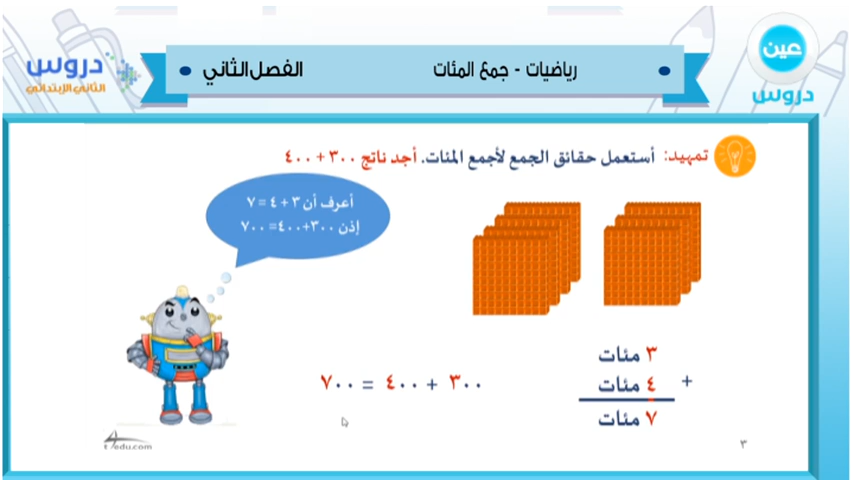 عين
دروس
رياضيات - جمع المئات
الفصل الثاني
دروس
الثاني الإبتدائي
تمهيد: أستعمل حقائق الجمع لأجمع المئات. أجد ناتج ٣٠٠ + ٤٠٠
أعرف أن ٣ + ٤ = ٧
إذن ٣٠٠+٤٠٠= ٧٠٠
٣ مئات
+ ٤ مئات
٧ مئات
٣٠٠ + ٤٠٠ = ٧٠٠
t4edu.com
٣